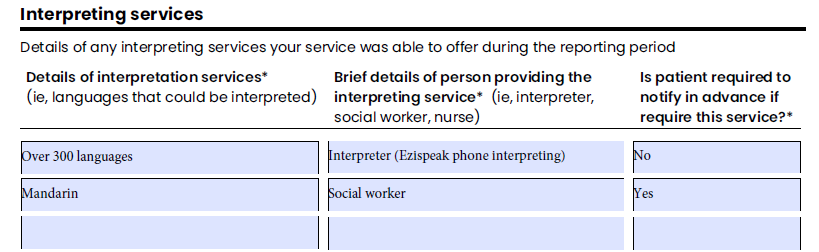 Interpreting services
Details of any interpreting services your service was able to offer during the reporting period
Details of interpretation services*
(ie, languages that could be interpreted)
Brief details of person providing the
interpreting service* (ie, interpreter,
social worker, nurse)
Is patient required to
notify in advance if
require this service?*
Over 300 languages
Interpreter (Ezispeak phone interpreting)
No
Mandarin
Social worker
Yes